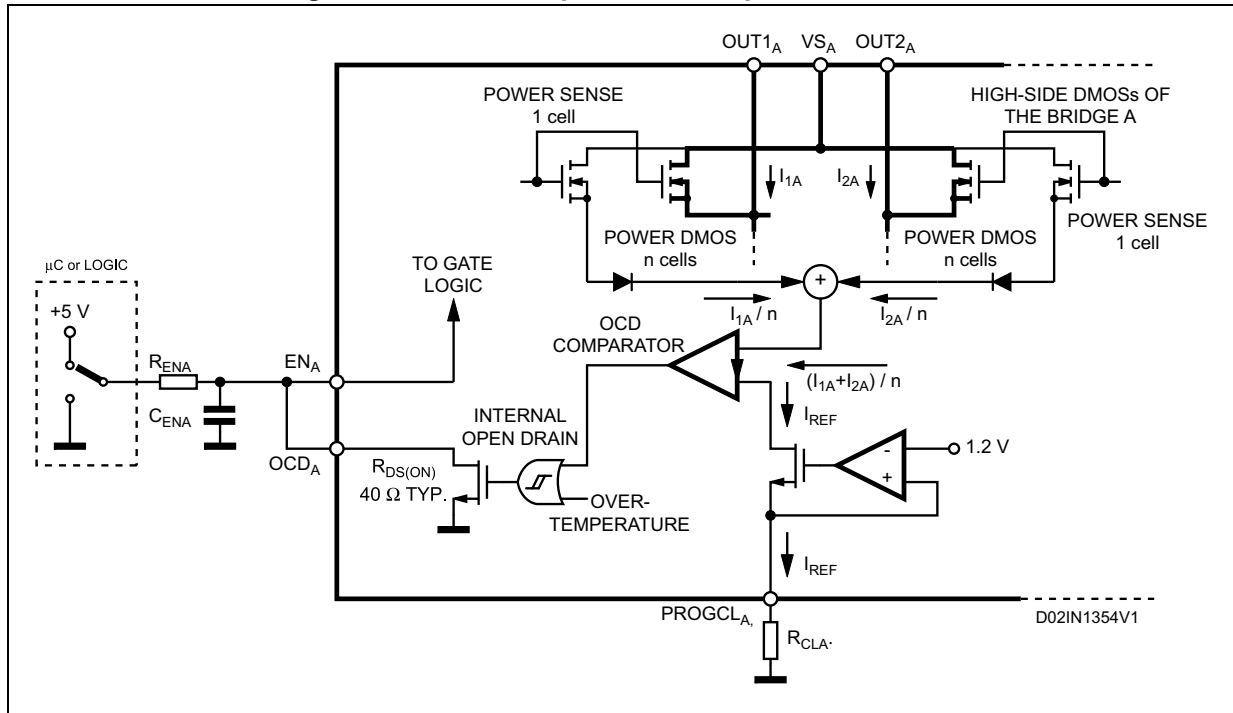 OUT1A VSA OUT2A
POWER SENSE
1 cell
HIGH-SIDE DMOSs OF
THE BRIDGE A
I1A
I2A
POWER SENSE
1 cell
POWER DMOS
n cells
POWER DMOS
n cells
μC or LOGIC
+5 V
TO GATE
LOGIC
+
I1A / n
I2A / n
OCD
COMPARATOR
RENA
ENA
(I1A+I2A) / n
CENA
INTERNAL
OPEN DRAIN
IREF
-
1.2 V
+
OCDA
RDS(ON)
40 Ω TYP.
OVER-
TEMPERATURE
IREF
PROGCLA,
D02IN1354V1
RCLA.